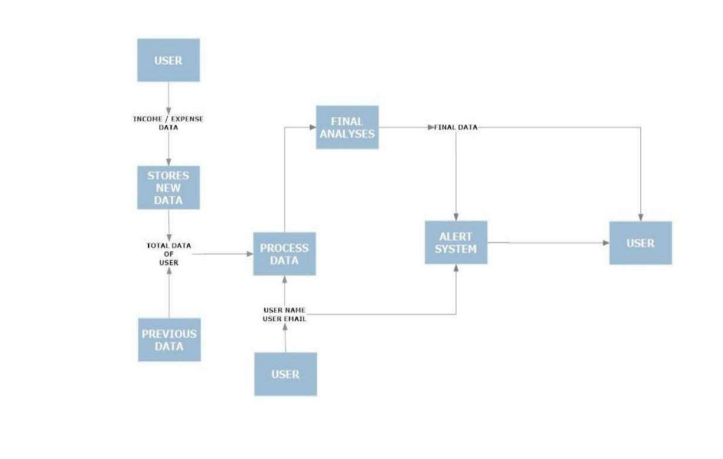 USER
INCOME / EXPENSE
DATA
STORES
NEW
DATA
TOTAL DATA
OF
USER
PREVIOUS
DATA
PROCESS
DATA
USER NAME
USER EMAIL
USER
FINAL
ANALYSES
FINAL DATA
ALERT
SYSTEM
USER